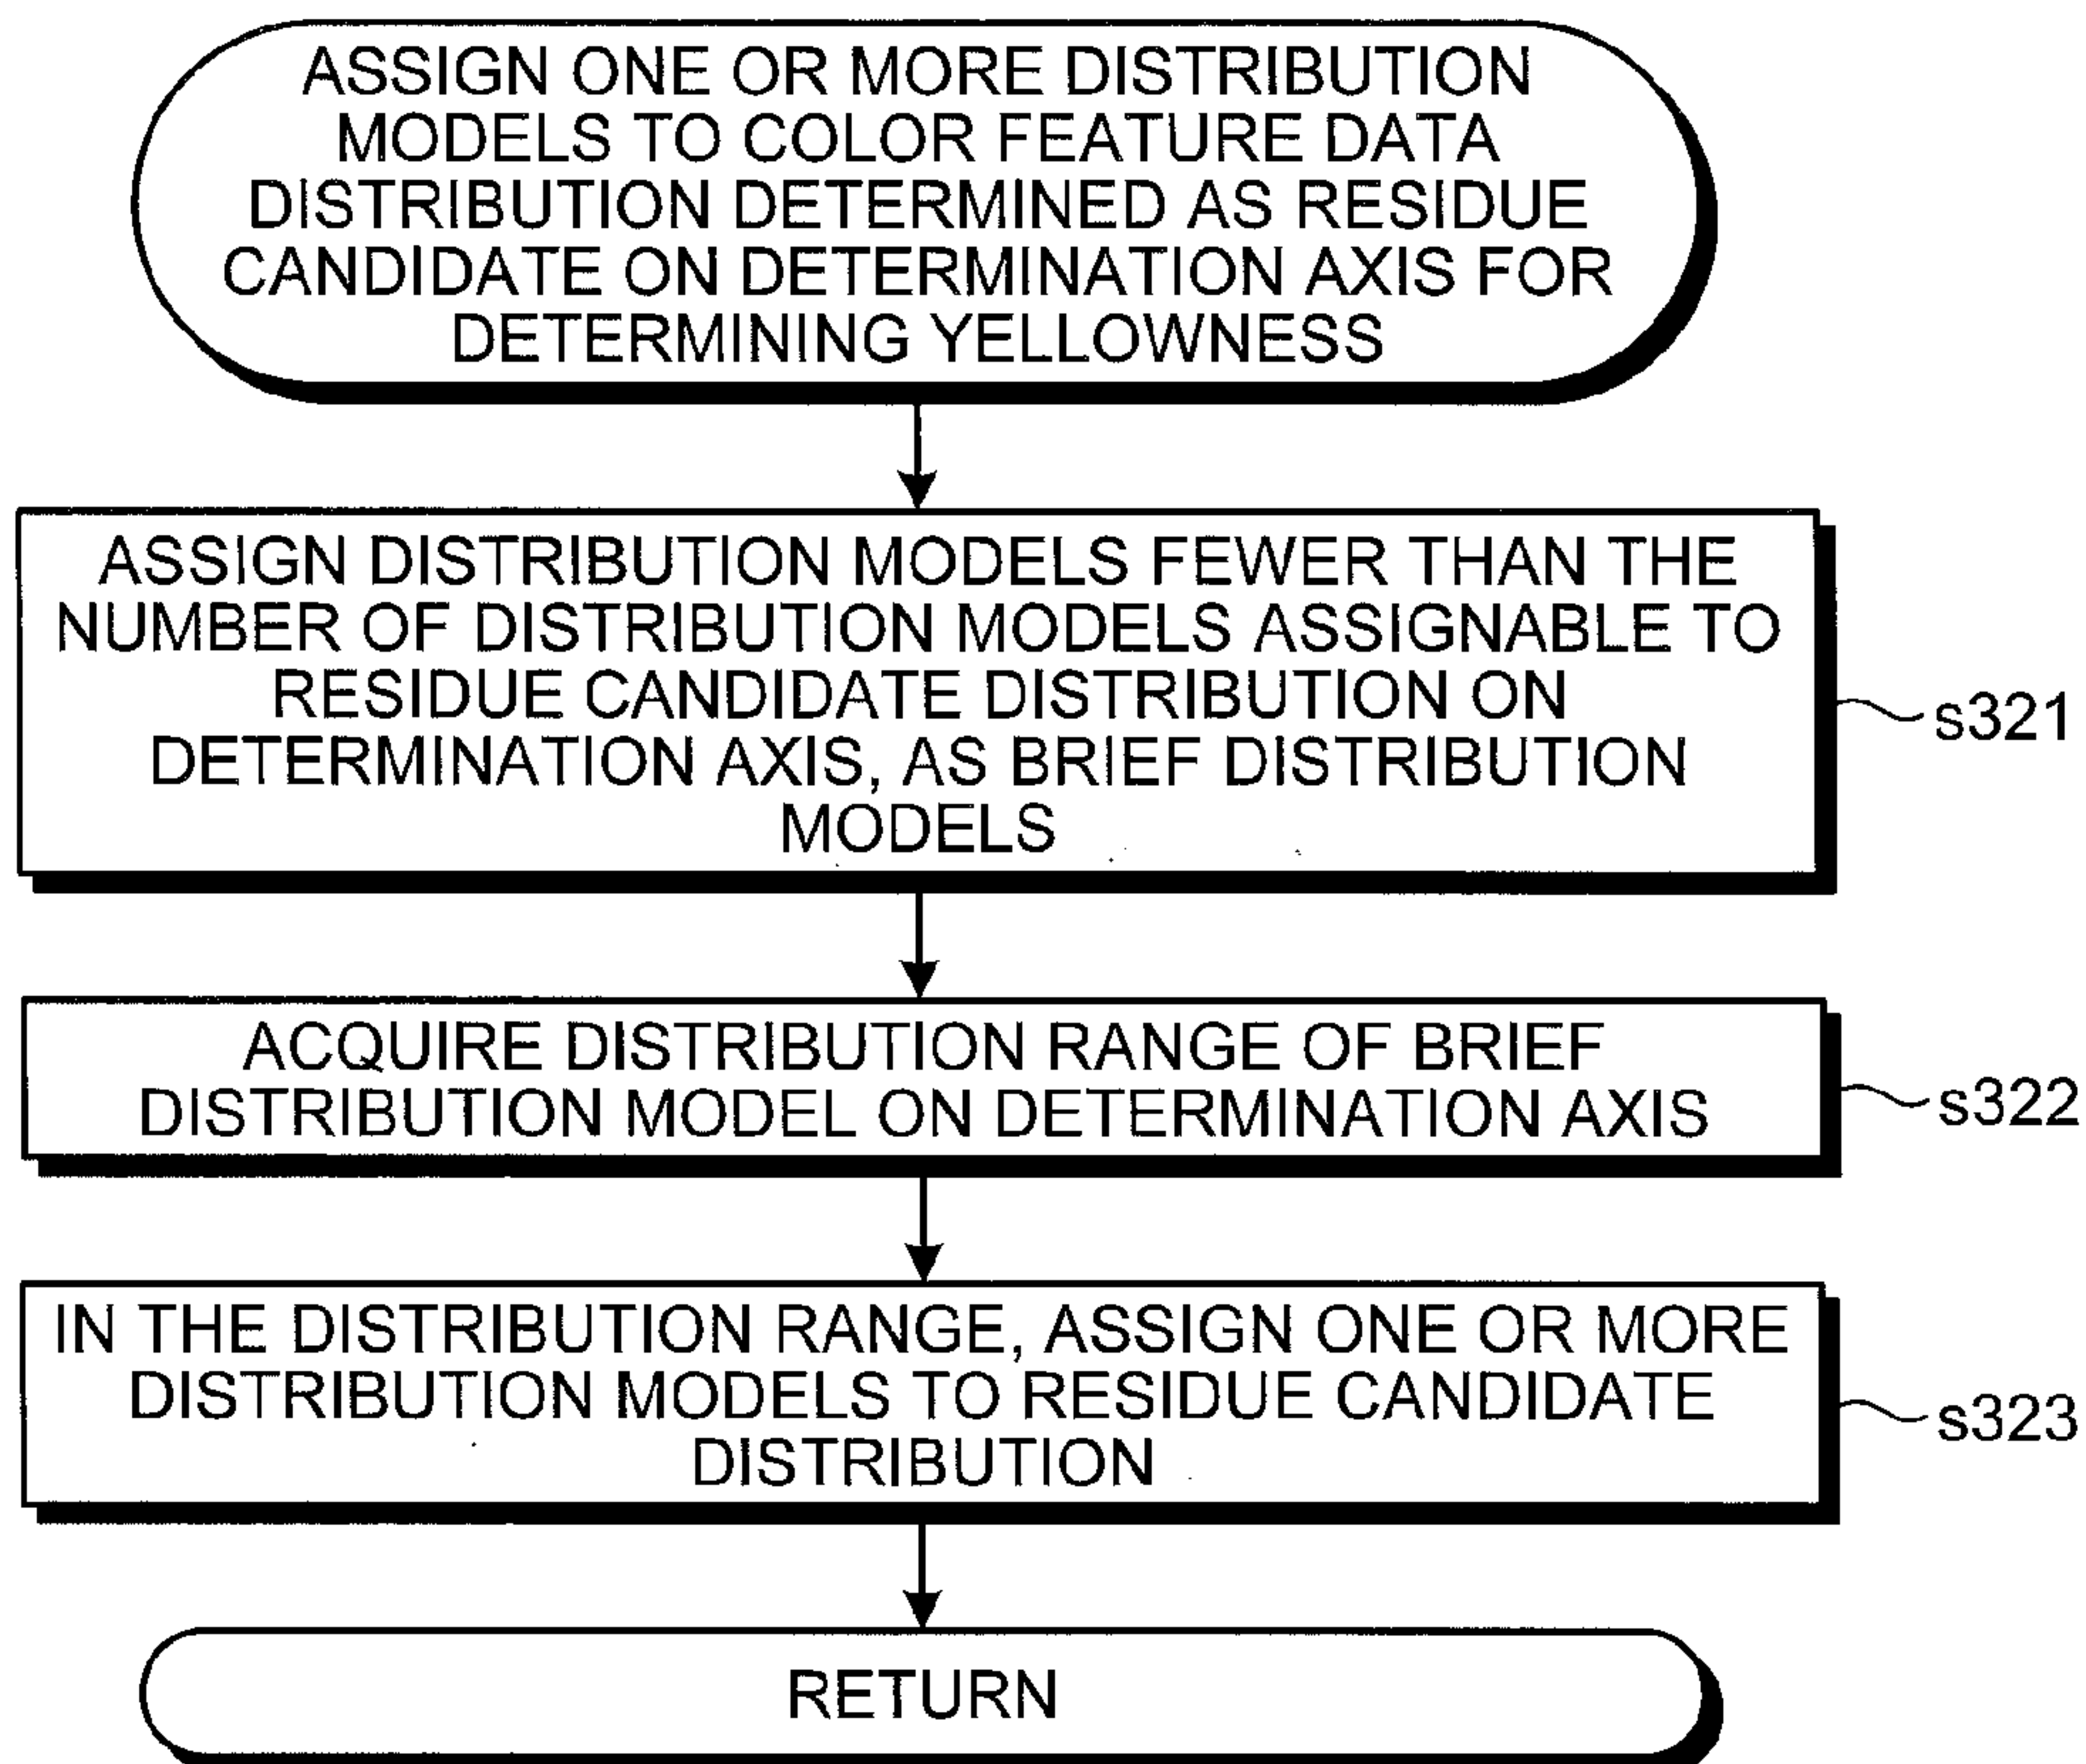 ASSIGN ONE OR MORE DISTRIBUTION
MODELS TO COLOR FEATURE DATA
DISTRIBUTION DETERMINED AS RESIDUE
CANDIDATE ON DETERMINATION AXIS FOR
DETERMINING YELLOWNESS
ASSIGN DISTRIBUTION MODELS FEWER THAN THE
NUMBER OF DISTRIBUTION MODELS ASSIGNABLE TO
RESIDUE CANDIDATE DISTRIBUTION ON
DETERMINATION AXIS, AS BRIEF DISTRIBUTION
MODELS
s321
ACQUIRE DISTRIBUTION RANGE OF BRIEF
DISTRIBUTION MODEL ON DETERMINATION AXIS
s322
IN THE DISTRIBUTION RANGE, ASSIGN ONE OR MORE
DISTRIBUTION MODELS TO RESIDUE CANDIDATE
DISTRIBUTION
s323
RETURN